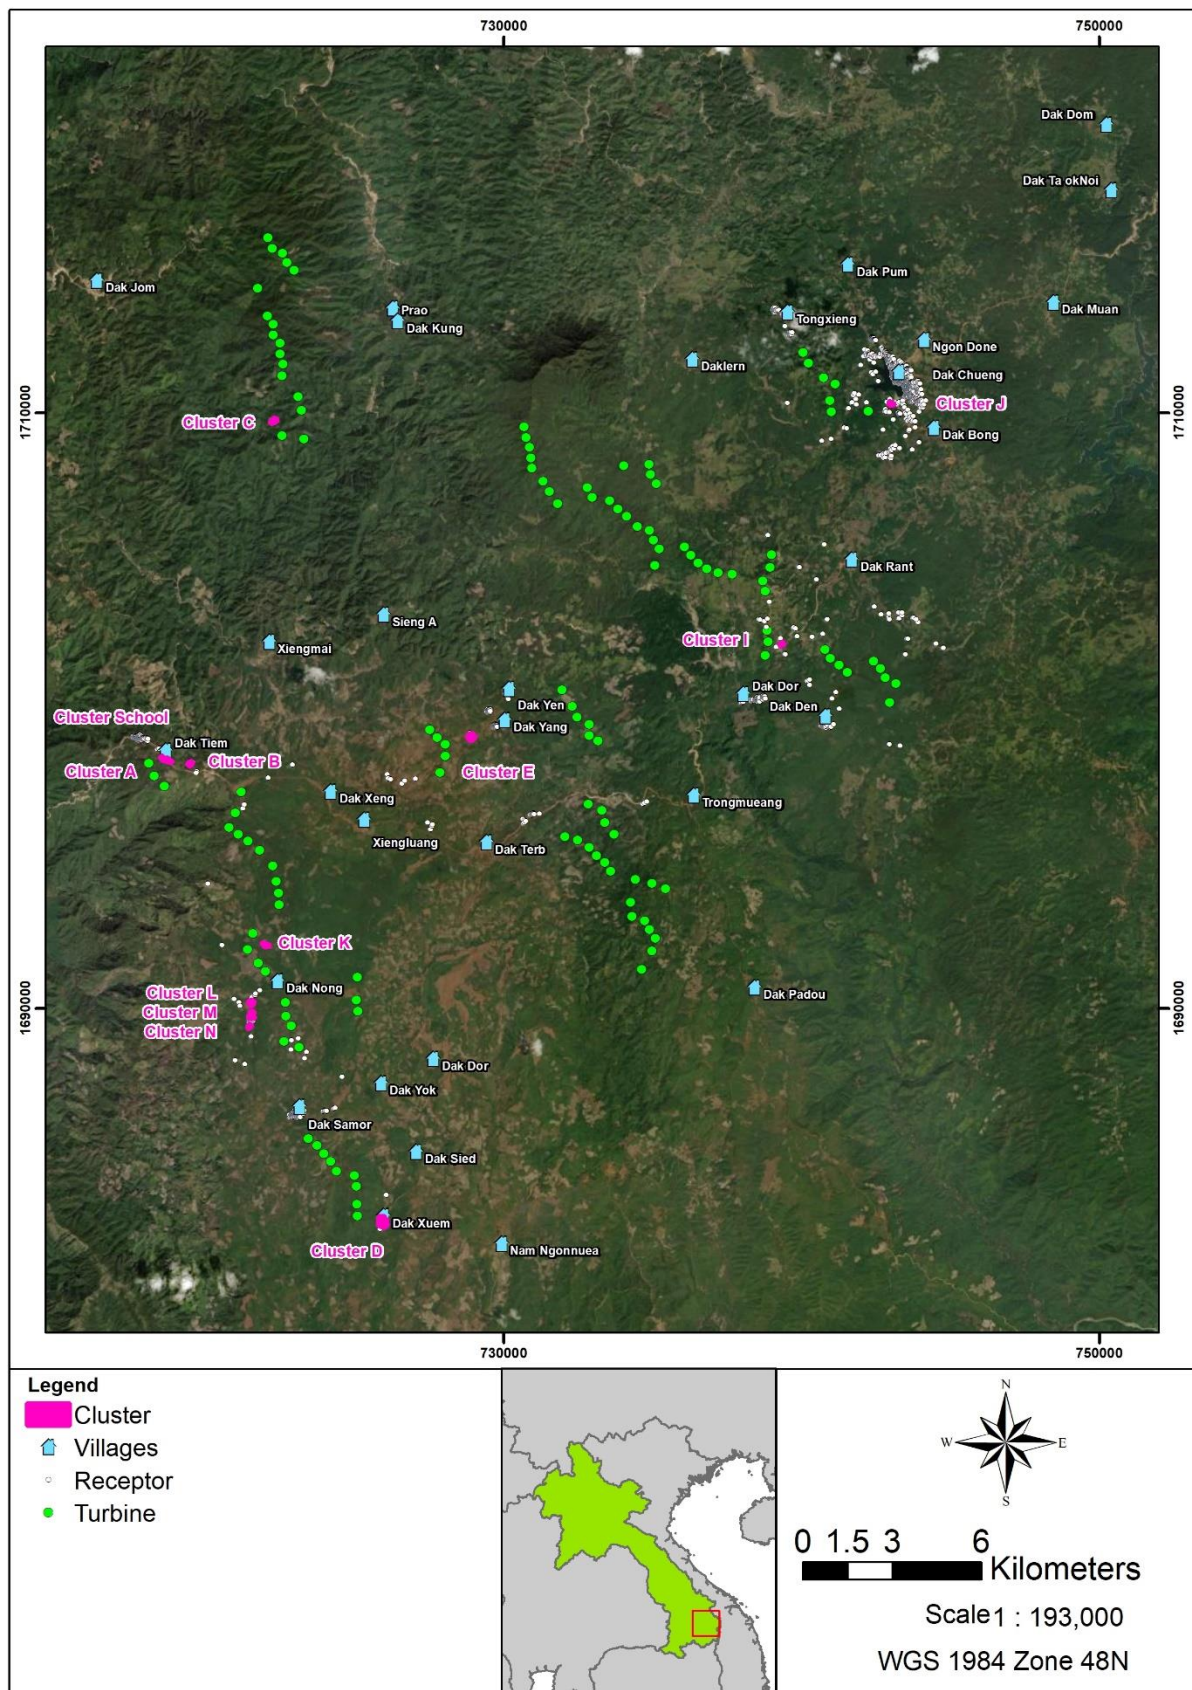 730000
750000
Dak Dom
Dak Ta okNoi
Dak Pum
Dak Jom
Prao
Dak Kung
Tongxieng
Dak Muan
Ngon Done
Daklern
Dak Chueng
Cluster J
1710000
1710000
Cluster C
Dak Bong
Dak Rant
Sieng A
Cluster I
Xiengmai
Dak Dor
Dak Yen
Dak Den
Cluster School
Dak Yang
Dak Tiem
Cluster A
Cluster B
Cluster E
Dak Xeng
Trongmueang
Xiengluang
Dak Terb
Cluster K
Dak Nong
Dak Padou
Cluster L
Cluster M
Cluster N
1690000
1690000
Dak Dor
Dak Yok
Dak Samor
Dak Sied
Dak Xuem
Cluster D
Nam Ngonnuea
730000
750000
Legend
Cluster
Villages
Receptor
Turbine
N
W
E
S
0 1.5 3 6
Kilometers
Scale 1 : 193,000
WGS 1984 Zone 48N